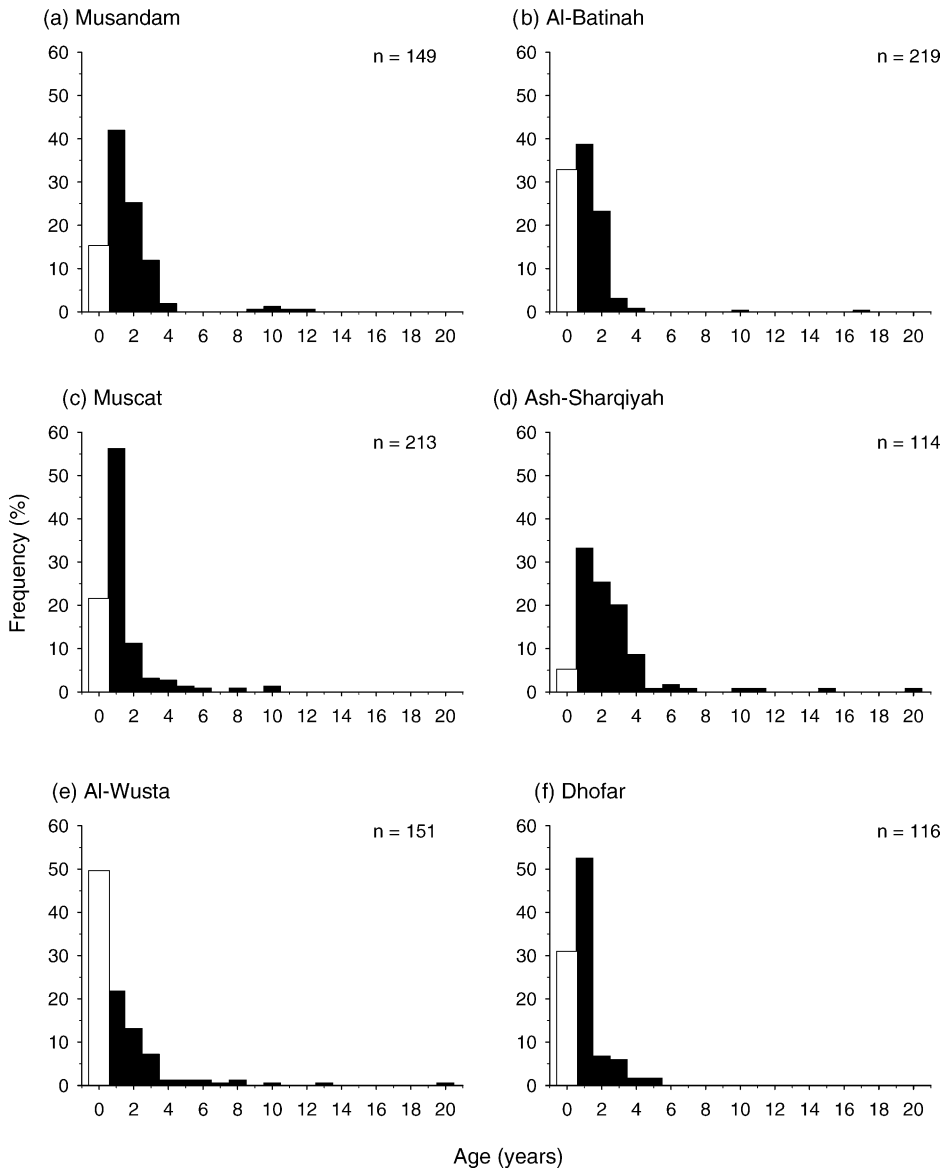 (a) Musandam
(b) Al-Batinah
60
50
40
30
20
10
0
n = 149
0 2 4 6 8 10 12 14 16 18 20
60
50
40
30
20
10
0
n = 219
0 2 4 6 8 10 12 14 16 18 20
(c) Muscat
(d) Ash-Sharqiyah
Frequency (%)
60
50
40
30
20
10
0
n = 213
0 2 4 6 8 10 12 14 16 18 20
60
50
40
30
20
10
0
n = 114
0 2 4 6 8 10 12 14 16 18 20
(e) Al-Wusta
(f) Dhofar
60
50
40
30
20
10
0
n = 151
0 2 4 6 8 10 12 14 16 18 20
60
50
40
30
20
10
0
n = 116
0 2 4 6 8 10 12 14 16 18 20
Age (years)